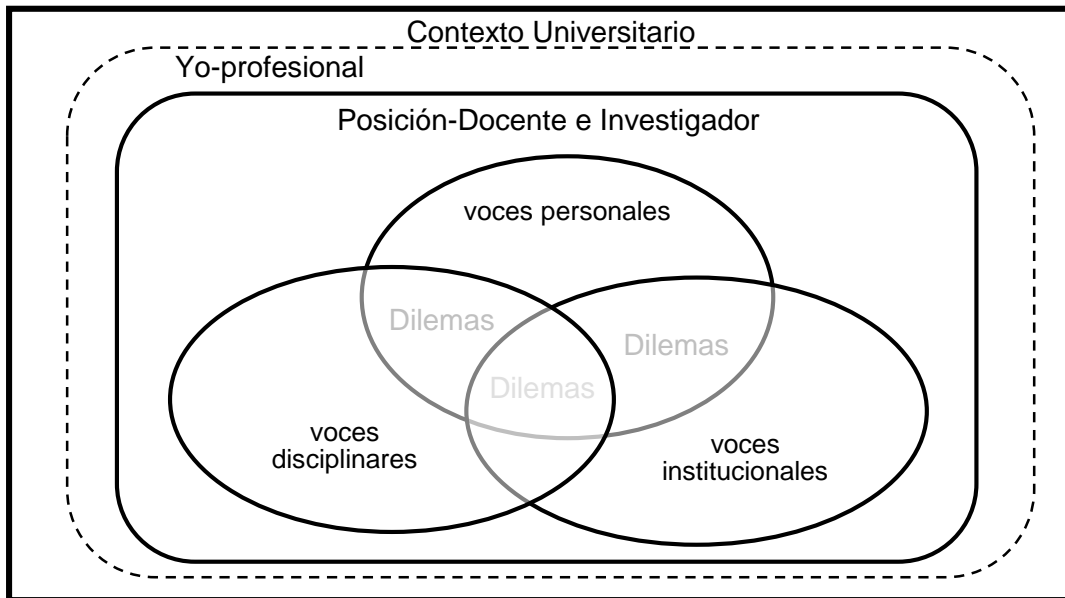 Contexto Universitario
Yo-profesional
Posición-Docente e Investigador
voces personales
Dilemas
Dilemas
Dilemas
voces
disciplinares
voces
institucionales